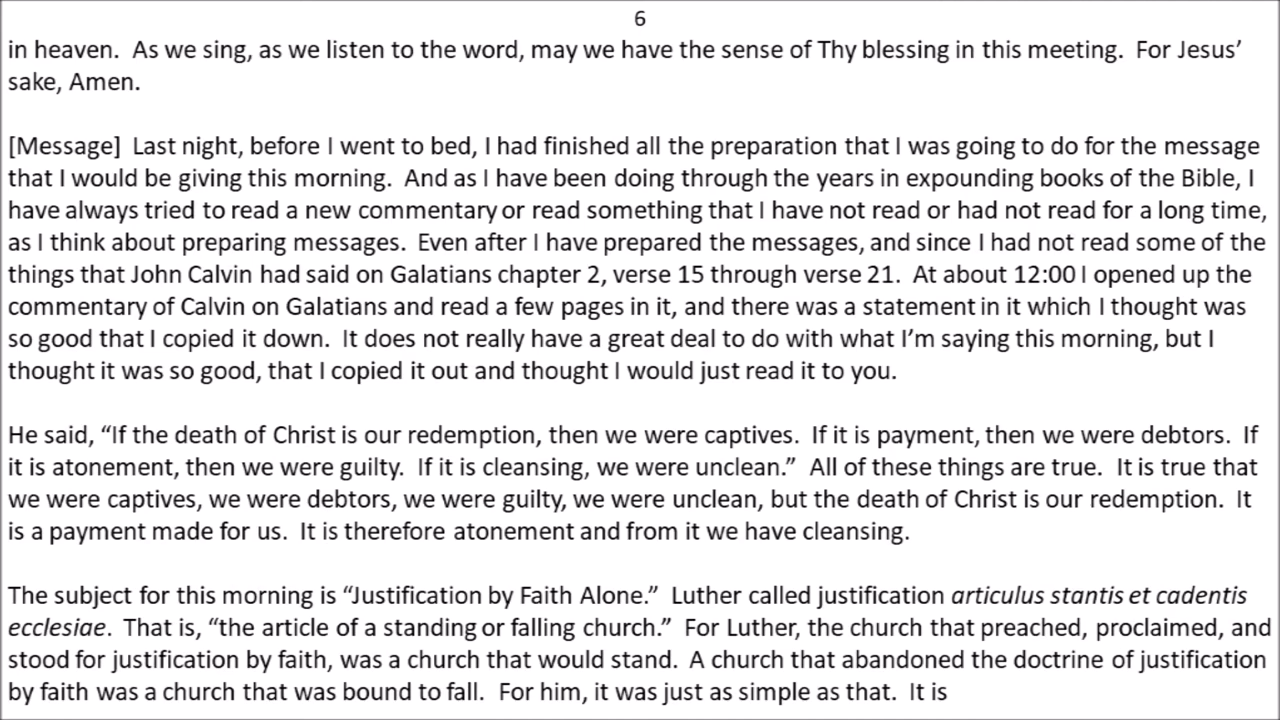 6
in heaven.  As we sing, as we listen to the word, may we have the sense of Thy blessing in this meeting.  For Jesus’
sake, Amen.
[Message]  Last night, before I went to bed, I had finished all the preparation that I was going to do for the message
that I would be giving this morning.  And as I have been doing through the years in expounding books of the Bible, I
have always tried to read a new commentary or read something that I have not read or had not read for a long time,
as I think about preparing messages.  Even after I have prepared the messages, and since I had not read some of the
things that John Calvin had said on Galatians chapter 2, verse 15 through verse 21.  At about 12:00 I opened up the
commentary of Calvin on Galatians and read a few pages in it, and there was a statement in it which I thought was
so good that I copied it down.  It does not really have a great deal to do with what I’m saying this morning, but I
thought it was so good, that I copied it out and thought I would just read it to you.
He said, “If the death of Christ is our redemption, then we were captives.  If it is payment, then we were debtors.  If
it is atonement, then we were guilty.  If it is cleansing, we were unclean.”  All of these things are true.  It is true that
we were captives, we were debtors, we were guilty, we were unclean, but the death of Christ is our redemption.  It
is a payment made for us.  It is therefore atonement and from it we have cleansing.
The subject for this morning is “Justification by Faith Alone.”  Luther called justification articulus stantis et cadentis
ecclesiae.  That is, “the article of a standing or falling church.”  For Luther, the church that preached, proclaimed, and
stood for justification by faith, was a church that would stand.  A church that abandoned the doctrine of justification
by faith was a church that was bound to fall.  For him, it was just as simple as that.  It is